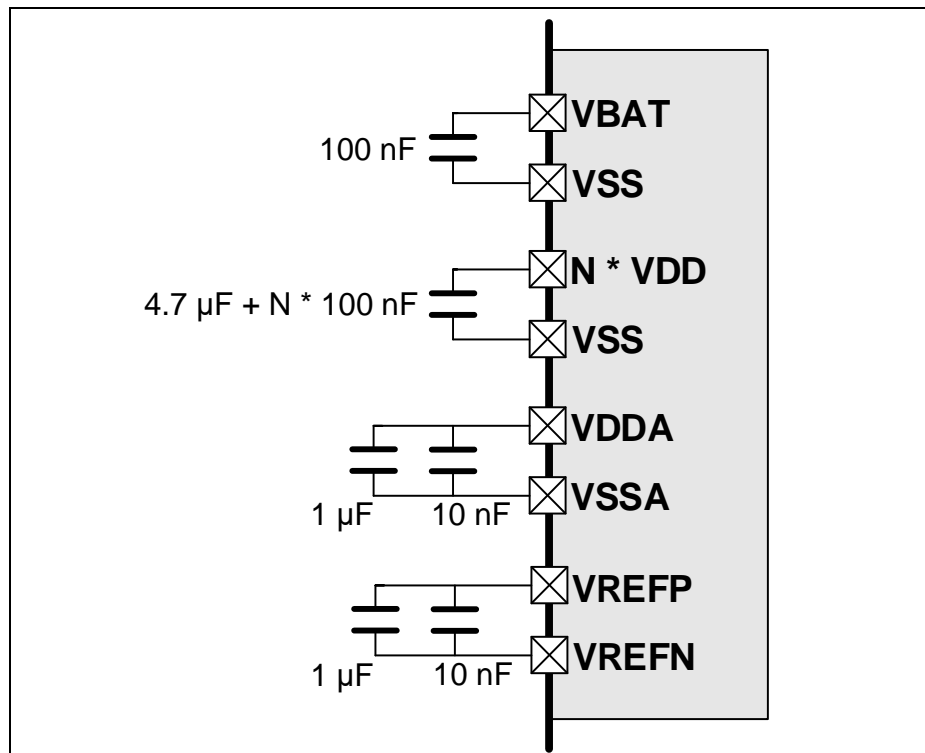 VBAT
100 nF
VSS
N * VDD
4.7 µF + N * 100 nF
VSS
VDDA
VSSA
1 µF
10 nF
VREFP
VREFN
1 µF
10 nF